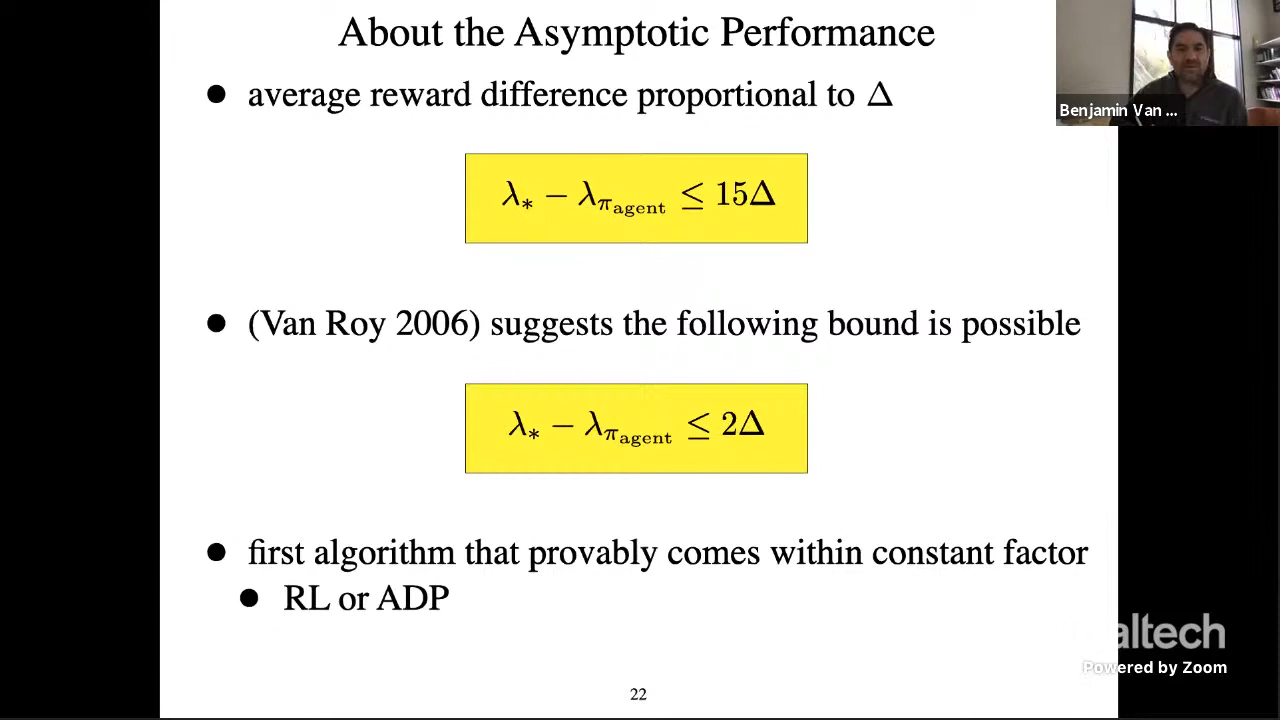 About the Asymptotic Performance
● average reward difference proportional to Δ
λ∗ − λπagent ≤ 15Δ
● (Van Roy 2006) suggests the following bound is possible
λ∗ − λπagent ≤ 2Δ
● first algorithm that provably comes within constant factor
● RL or ADP
22
Benjamin Van ...
altech
Powered by Zoom